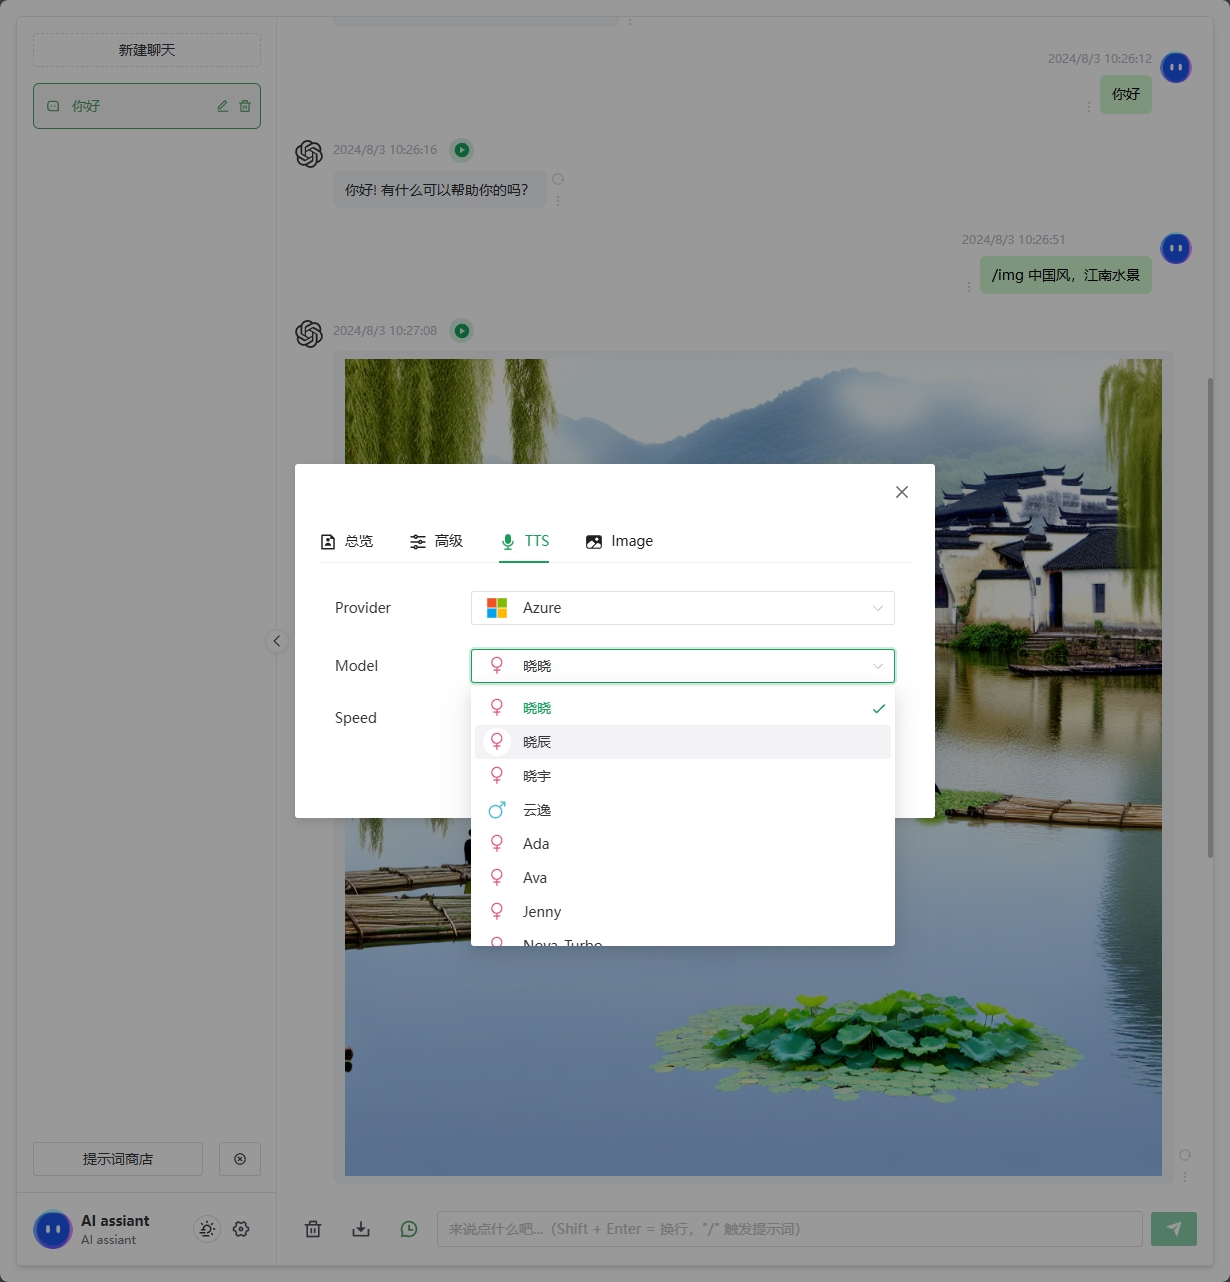 新建聊天
你好
2024/8/3 10:26:12
你好
2024/8/3 10:26:16
你好! 有什么可以帮助你的吗?
2024/8/3 10:26:51
/img 中国风，江南水景
2024/8/3 10:27:08
总览 高级 TTS Image
Provider Azure
Model 晓晓
Speed
晓晓
晓辰
晓宇
云逸
Ada
Ava
Jenny
Nova-Turbo
提示词商店
AI assiant
AI assiant
来说点什么吧...（Shift + Enter = 换行，"/" 触发提示词）